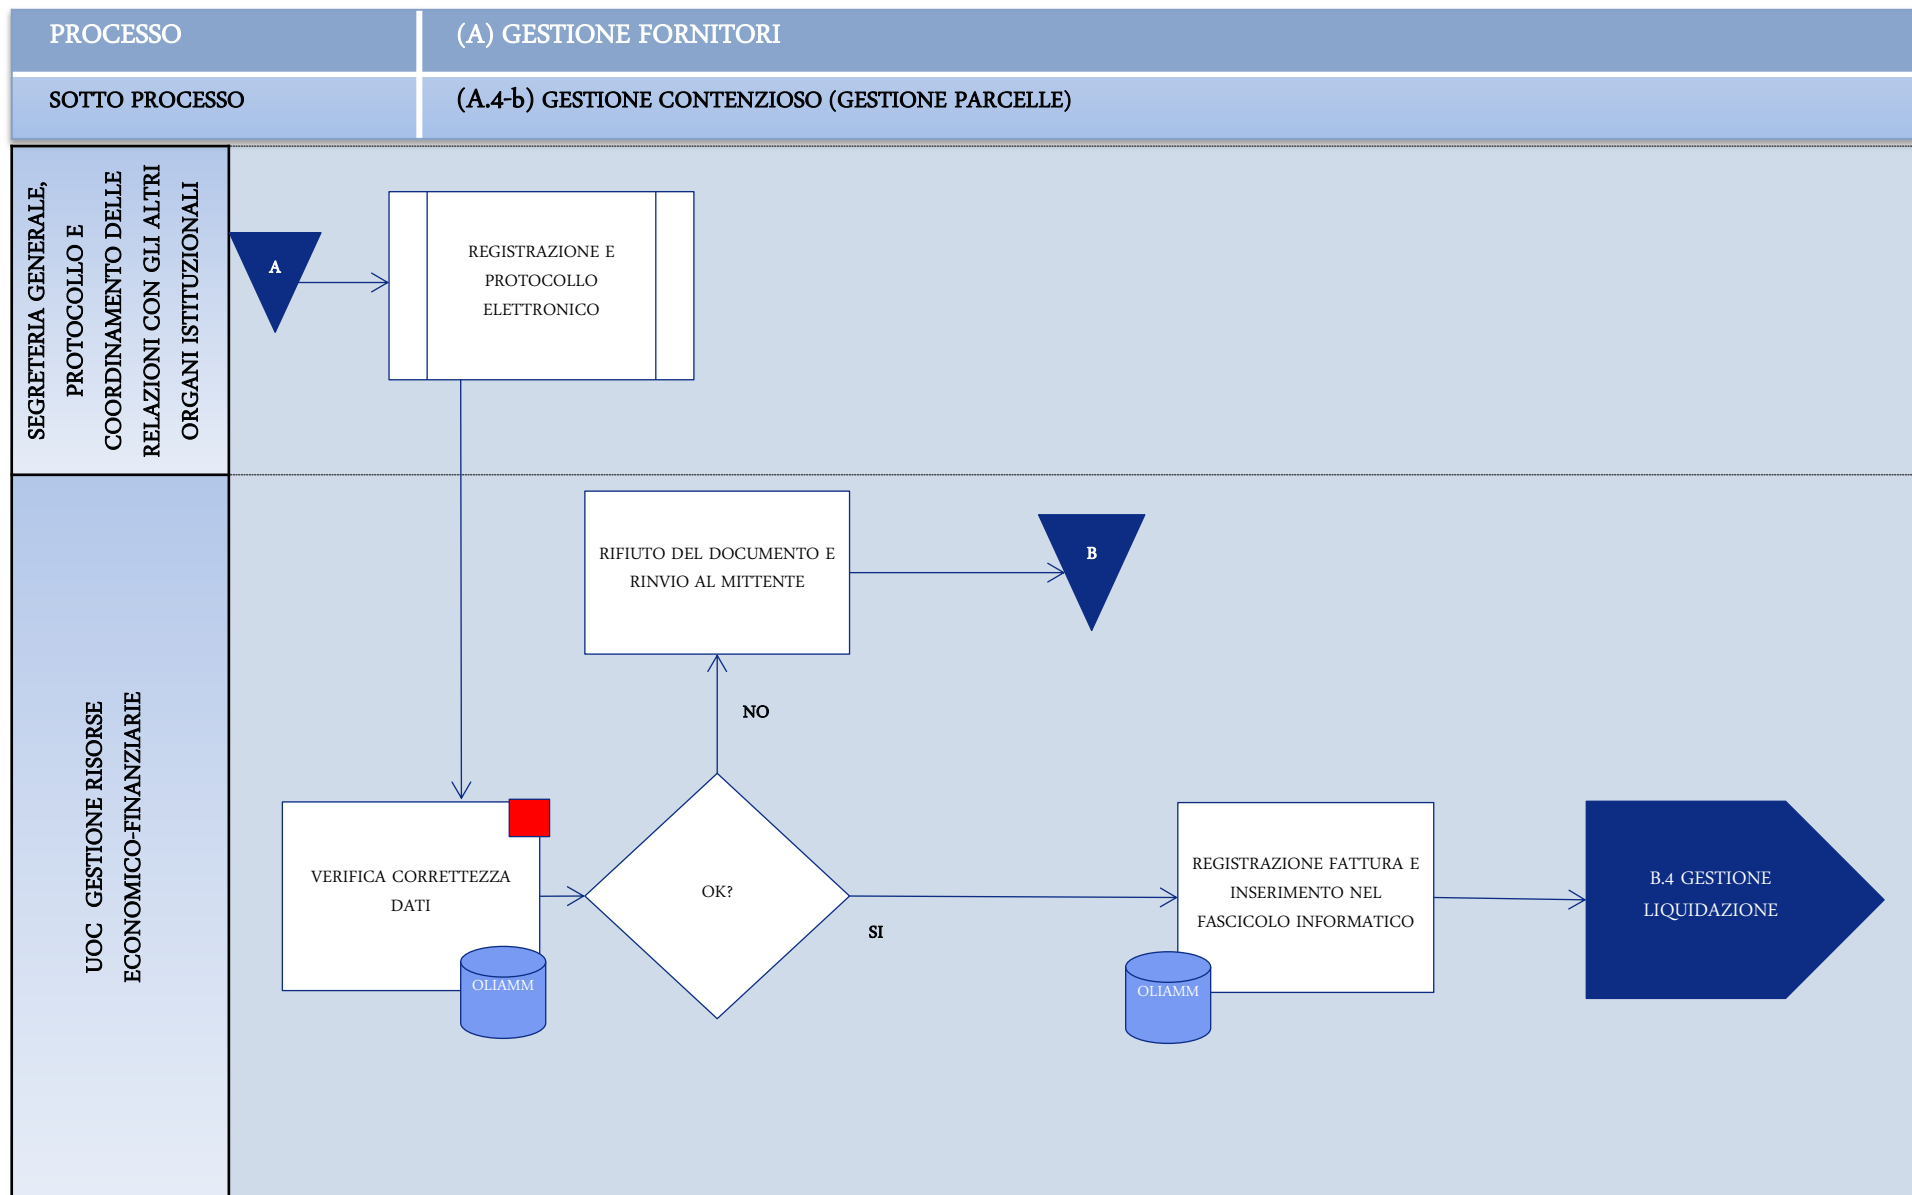 PROCESSO
(A) GESTIONE FORNITORI
SOTTO PROCESSO
(A.4-b) GESTIONE CONTENZIOSO (GESTIONE PARCELLE)
SEGRETERIA GENERALE,
PROTOCOLLO E
COORDINAMENTO DELLE
RELAZIONI CON GLI ALTRI
ORGANI ISTITUZIONALI
A
REGISTRAZIONE E
PROTOCOLLO
ELETTRONICO
UOC GESTIONE RISORSE
ECONOMICO-FINANZIARIE
RIFIUTO DEL DOCUMENTO E
RINVIO AL MITTENTE
B
NO
VERIFICA CORRETTEZZA
DATI
OLIAMM
OK?
SI
REGISTRAZIONE FATTURA E
INSERIMENTO NEL
FASCICOLO INFORMATICO
OLIAMM
B.4 GESTIONE
LIQUIDAZIONE